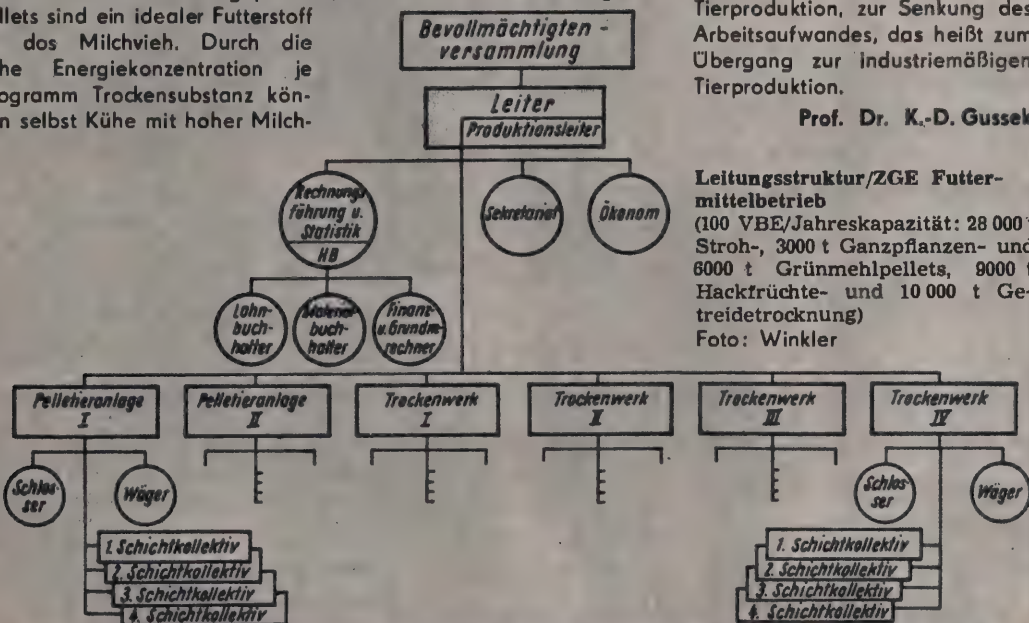 llets sind ein idealer Futterstoff
dos Milchvieh. Durch die
he Energiekonzentration je
ogramm Trockensubstanz kön-
n selbst Kühe mit hoher Milch-
Tierproduktion, zur Senkung des
Arbeitsaufwandes, das heißt zum
Übergang zur industriemäßigen
Tierproduktion.
Prof. Dr. K.-D. Gussek
Leitungsstruktur/ZGE Futter-
mittelbetrieb
(100 VBE/Jahreskapazität: 28 000 t
Stroh-, 3000 t Ganzpflanzen- und
6000 t Grünmehlpellets, 9000 t
Hackfrüchte- und 10 000 t Ge-
treidetrocknung)
Foto: Winkler
Bevollmächtigten-
versammlung
Leiter
Produktionsleiter
Rechnungs
führung u.
Statistik
HB
Sekretariat
Ökonom
Lohn-
buch-
halter
Material
buch-
halter
Finanz
u. Grundm.
rechner
Pelletieranlage
I
Pelletieranlage
II
Trockenwerk
I
Trockenwerk
II
Trockenwerk
III
Trockenwerk
IV
Schlos-
ser
Wäger
Schlos-
ser
Wäger
1. Schichtkollektiv
2. Schichtkollektiv
3. Schichtkollektiv
4. Schichtkollektiv
1. Schichtkollektiv
2. Schichtkollektiv
3. Schichtkollektiv
4. Schichtkollektiv